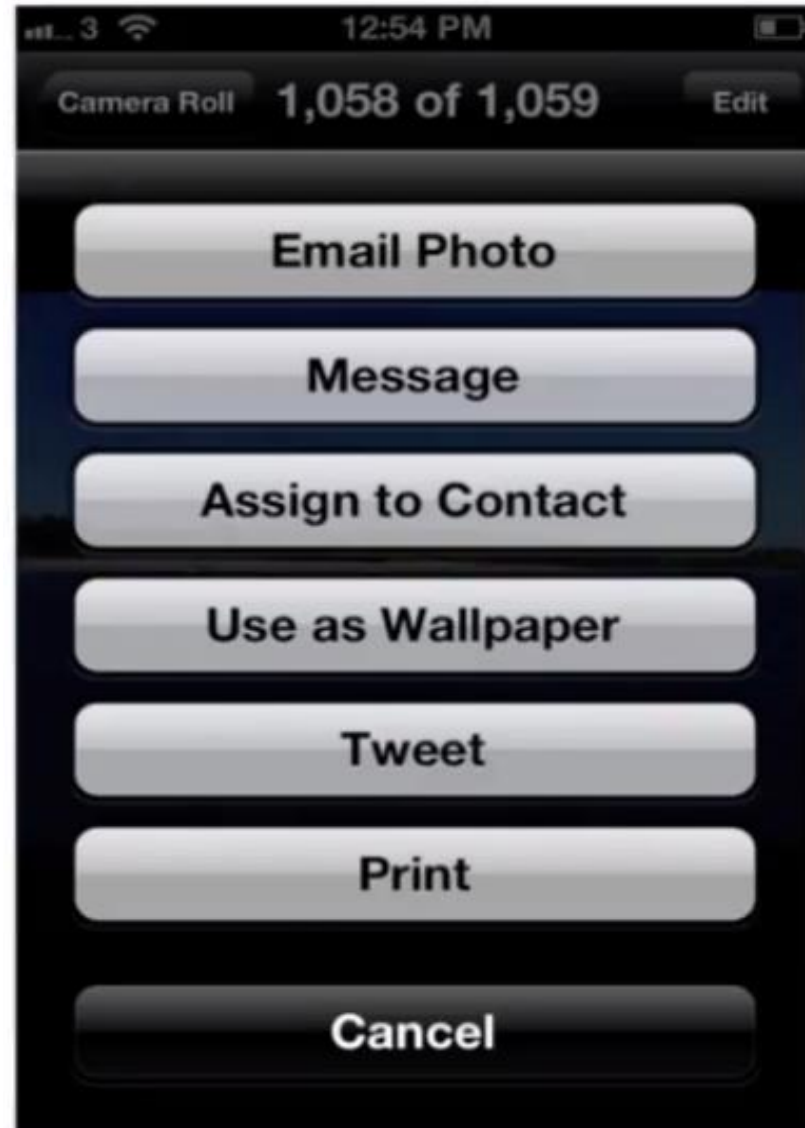 3 12:54 PM
Camera Roll 1,058 of 1,059 Edit
Email Photo
Message
Assign to Contact
Use as Wallpaper
Tweet
Print
Cancel